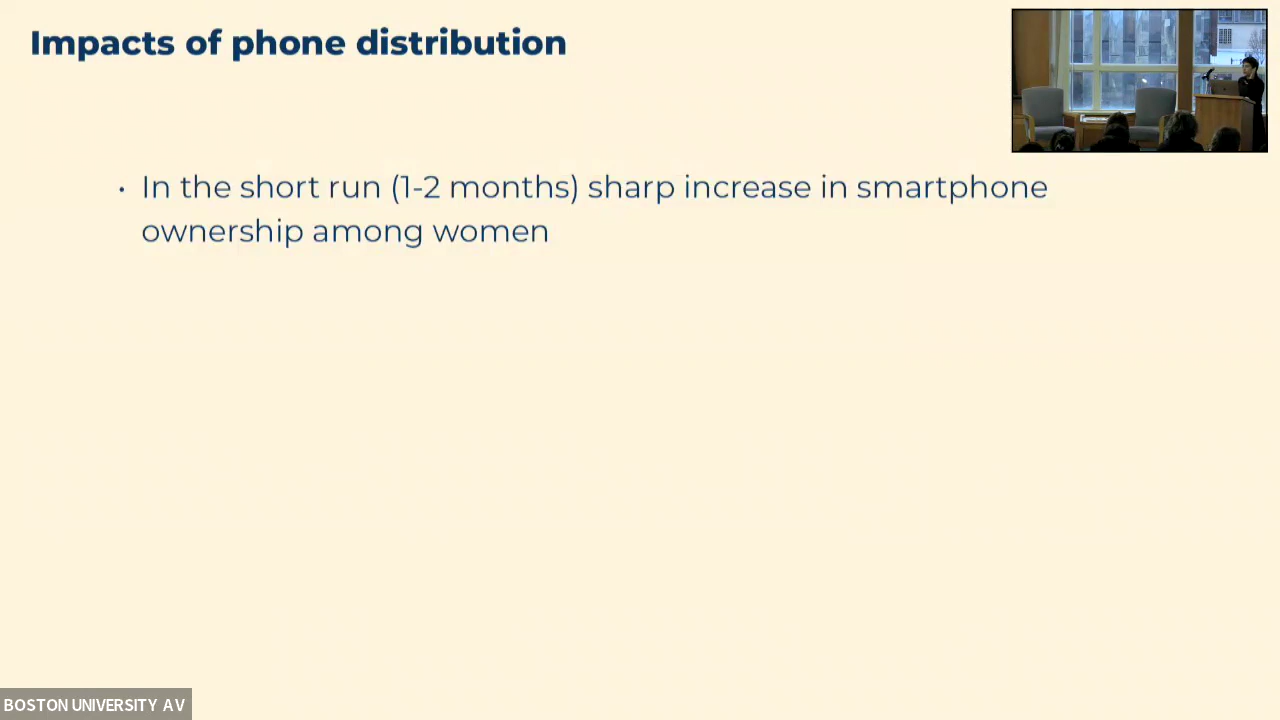 Impacts of phone distribution
• In the short run (1-2 months) sharp increase in smartphone
ownership among women
BOSTON UNIVERSITY AV